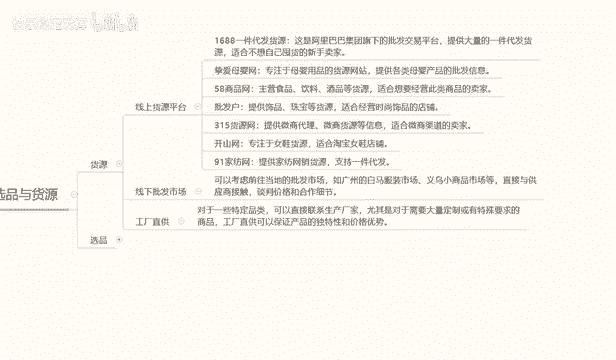 1688一件代发货源：这是阿里巴巴集团旗下的批发交易平台，提供大量的一件代发货
源，适合不想自己囤货的新手卖家。
挚爱母婴网：专注于母婴用品的货源网站，提供各类母婴产品的批发信息。
58商品网：主营食品、饮料、酒品等货源，适合想要经营此类商品的卖家。
线上货源平台
批发户：提供饰品、珠宝等货源，适合经营时尚饰品的店铺。
315货源网：提供微商代理、微商货源等信息，适合微商渠道的卖家。
开山网：专注于女鞋货源，适合淘宝女鞋店铺。
货源
91家纺网：提供家纺网销货源，支持一件代发。
选品与货源
线下批发市场
可以考虑前往当地的批发市场，如广州的白马服装市场、义乌小商品市场等，直接与供
应商接触，谈判价格和合作细节。
工厂直供
对于一些特定品类，可以直接联系生产厂家，尤其是对于需要大量定制或有特殊要求的
商品，工厂直供可以保证产品的独特性和价格优势。
选品